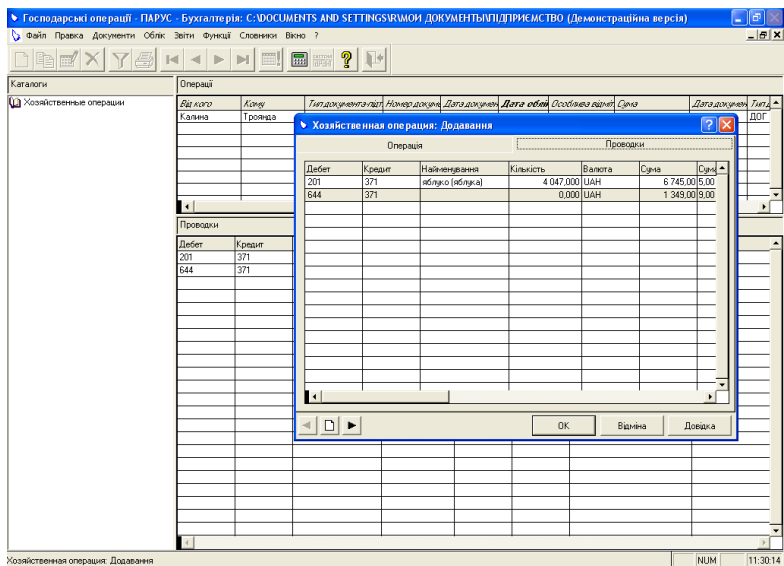 Господарські операції - ПАРУС - Бухгалтерія: C:\DOCUMENTS AND SETTINGS\R\МОИ ДОКУМЕНТЫ\ПІДПРИЄМСТВО (Демонстраційна версія)
Файл Правка Документи Облік Звіти Функції Словники Вікно ?
Каталоги Операції
Хозяйственные операции
Від кого Кому Тип документа-підт Номер докуме Дата докумен Дата облік Особлива відміт Сума Дата докумен Тип д
Калина Троянда ДОГ
Хозяйственная операция: Додавання
Операція Проводки
Дебет Кредит Найменування Кількість Валюта Сума Сума
201 371 яблуко (яблука) 4 047,000 UAH 6 745,00 5,00
644 371 0,000 UAH 1 349,00 9,00
Проводки
Дебет Кредит
201 371
644 371
OK Відміна Довідка
Хозяйственная операция: Додавання NUM 11:30:14